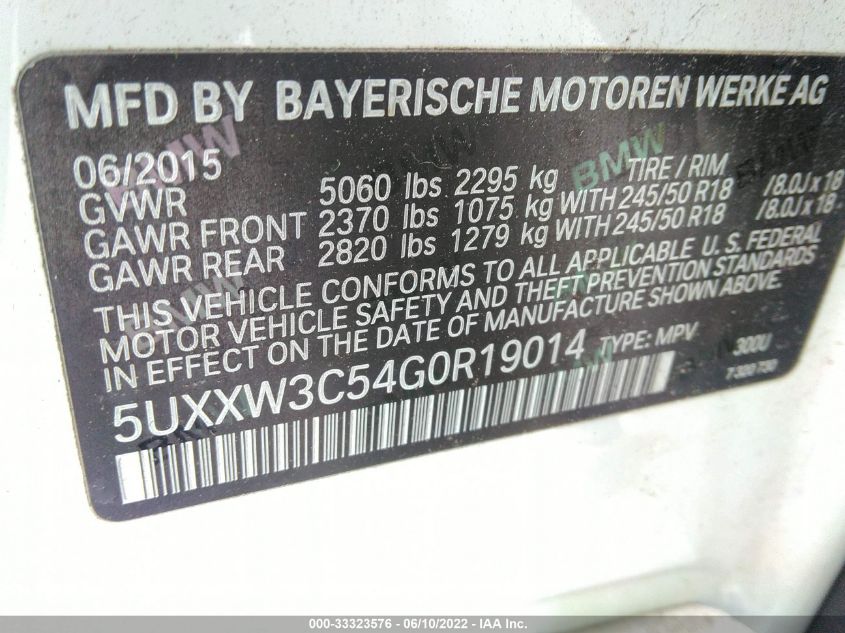 MFD BY BAYERISCHE MOTOREN WERKE AG
06/2015 TIRE / RIM
GVWR 5060 lbs 2295 kg
GAWR FRONT 2370 lbs 1075 kg WITH 245/50 R18 /8.0J x 18
GAWR REAR 2820 lbs 1279 kg WITH 245/50 R18 /8.0J x 18
THIS VEHICLE CONFORMS TO ALL APPLICABLE U.S. FEDERAL
MOTOR VEHICLE SAFETY AND THEFT PREVENTION STANDARDS
IN EFFECT ON THE DATE OF MANUFACTURE SHOWN ABOVE.
5UXXW3C54G0R19014 TYPE: MPV 300U
BMW
BMW
000-33323576 - 06/10/2022 - IAA Inc.